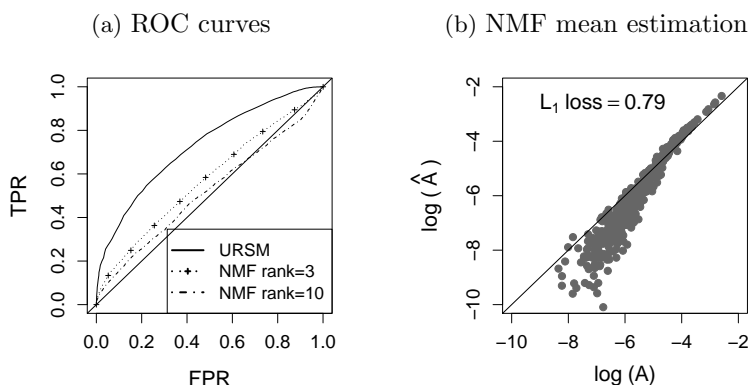 (a) ROC curves
TPR
1.0
0.8
0.6
0.4
0.2
0.0
URSM
NMF rank=3
NMF rank=10
0.0 0.2 0.4 0.6 0.8 1.0
FPR
(b) NMF mean estimation
log (Â)
−2
−4
−6
−8
−10
L₁ loss = 0.79
−10 −8 −6 −4 −2
log (A)